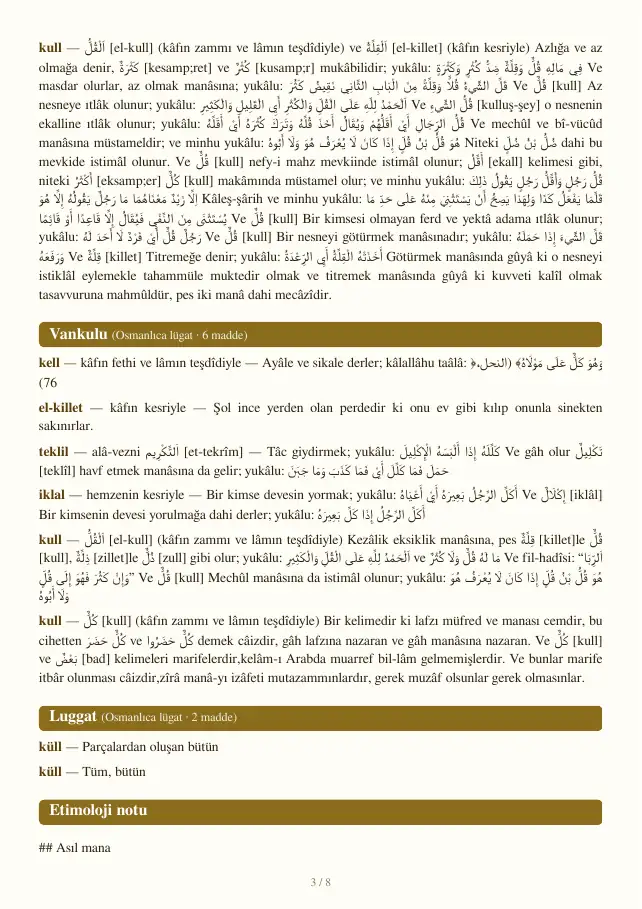 kull — اَلْقُلُّ [el-kull] (kâfın zammı ve lâmın teşdîdiyle) ve اَلْقِلَّةُ [el-killet] (kâfın kesriyle) Azlığa ve az
olmağa denir, كَثْرَةٌ [kesamp;ret] ve كُثْرٌ [kusamp;r] mukâbilidir; yukâlu: فِي مَالِهِ قُلٌّ وَقِلَّةٌ ضِدُّ كُثْرٍ وَكَثْرَةٍ Ve
masdar olurlar, az olmak manâsına; yukâlu: قَلَّ الشَّيْءُ قُلًّا وَقِلَّةً مِنَ الْبَابِ الثَّانِي نَقِيضُ كَثُرَ Ve قُلٌّ [kull] Az
nesneye ıtlâk olunur; yukâlu: اَلْحَمْدُ لِلَّهِ عَلَى الْقُلِّ وَالْكُثْرِ أَيِ الْقَلِيلِ وَالْكَثِيرِ Ve قُلُّ الشَّيْءِ [kulluş-şey] o nesnenin
ekalline ıtlâk olunur; yukâlu: قُلُّ الرِّجَالِ أَيْ أَقَلُّهُمْ وَيُقَالُ أَخَذَ قُلَّهُ وَتَرَكَ كُثْرَهُ أَيْ أَقَلَّهُ Ve mechûl ve bî-vücûd
manâsına müstameldir; ve minhu yukâlu: هُوَ قُلُّ بْنُ قُلٍّ إِذَا كَانَ لَا يُعْرَفُ هُوَ وَلَا أَبُوهُ Niteki ضُلُّ بْنُ ضُلٍّ dahi bu
mevkide istimâl olunur. Ve قُلٌّ [kull] nefy-i mahz mevkiinde istimâl olunur; أَقَلُّ [ekall] kelimesi gibi,
niteki أَكْثَرُ [eksamp;er] كُلٌّ [kull] makâmında müstamel olur; ve minhu yukâlu: قُلُّ رَجُلٍ وَأَقَلُّ رَجُلٍ يَقُولُ ذٰلِكَ
إِلَّا زَيْدٌ مَعْنَاهُمَا مَا رَجُلٌ يَقُولُهُ إِلَّا هُوَ Kâleş-şârih ve minhu yukâlu: قَلَّمَا يَفْعَلُ كَذَا وَلِهَذَا يَصِحُّ أَنْ يَسْتَثْنِيَ مِنْهُ عَلَى حَدِّ مَا
يُسْتَثْنَى مِنَ النَّفْيِ فَيُقَالُ إِلَّا قَاعِدًا أَوْ قَائِمًا Ve قُلٌّ [kull] Bir kimsesi olmayan ferd ve yektâ adama ıtlâk olunur;
yukâlu: رَجُلٌ قُلٌّ أَيْ فَرْدٌ لَا أَحَدَ لَهُ Ve قُلٌّ [kull] Bir nesneyi götürmek manâsınadır; yukâlu: قَلَّ الشَّيْءَ إِذَا حَمَلَهُ
وَرَفَعَهُ Ve قِلَّةٌ [killet] Titremeğe denir; yukâlu: أَخَذَتْهُ الْقِلَّةُ أَيِ الرِّعْدَةُ Götürmek manâsında gûyâ ki o nesneyi
istiklâl eylemekle tahammüle muktedir olmak ve titremek manâsında gûyâ ki kuvveti kalîl olmak
tasavvuruna mahmûldür, pes iki manâ dahi mecâzîdir.
Vankulu (Osmanlıca lügat · 6 madde)
kell — kâfın fethi ve lâmın teşdîdiyle — Ayâle ve sikale derler; kâlallâhu taâlâ: ﴿وَهُوَ كَلٌّ عَلَى مَوْلَاهُ﴾ (النحل،
76)
el-killet — kâfın kesriyle — Şol ince yerden olan perdedir ki onu ev gibi kılıp onunla sinekten
sakınırlar.
teklil — alâ-vezni اَلتَّكْرِيمِ [et-tekrîm] — Tâc giydirmek; yukâlu: كَلَّلَهُ إِذَا أَلْبَسَهُ الْإِكْلِيلَ Ve gâh olur تَكْلِيلٌ
[teklîl] havf etmek manâsına da gelir; yukâlu: حَمَلَ فَمَا كَلَّلَ أَيْ فَمَا كَذَبَ وَمَا جَبَنَ
iklal — hemzenin kesriyle — Bir kimse devesin yormak; yukâlu: أَكَلَّ الرَّجُلُ بَعِيرَهُ أَيْ أَعْيَاهُ Ve إِكْلَالٌ [iklâl]
Bir kimsenin devesi yorulmağa dahi derler; yukâlu: أَكَلَّ الرَّجُلُ إِذَا كَلَّ بَعِيرُهُ
kull — اَلْقُلُّ [el-kull] (kâfın zammı ve lâmın teşdîdiyle) Kezâlik eksiklik manâsına, pes قِلَّةٌ [killet]le قُلٌّ
[kull], ذِلَّةٌ [zillet]le ذُلٌّ [zull] gibi olur; yukâlu: اَلْحَمْدُ لِلَّهِ عَلَى الْقُلِّ وَالْكَثِيرِ ve مَا لَهُ قُلٌّ وَلَا كُثْرٌ Ve fil-hadîsi: “اَلرِّبَا
وَإِنْ كَثُرَ فَهُوَ إِلَى قُلٍّ” Ve قُلٌّ [kull] Mechûl manâsına da istimâl olunur; yukâlu: هُوَ قُلُّ بْنُ قُلٍّ إِذَا كَانَ لَا يُعْرَفُ هُوَ
وَلَا أَبُوهُ
kull — كُلٌّ [kull] (kâfın zammı ve lâmın teşdîdiyle) Bir kelimedir ki lafzı müfred ve manası cemdir, bu
cihetten كُلٌّ حَضَرَ ve كُلٌّ حَضَرُوا demek câizdir, gâh lafzına nazaran ve gâh manâsına nazaran. Ve كُلٌّ [kull]
ve بَعْضٌ [bad] kelimeleri marifelerdir,kelâm-ı Arabda muarref bil-lâm gelmemişlerdir. Ve bunlar marife
itbâr olunması câizdir,zîrâ manâ-yı izâfeti mutazammınlardır, gerek muzâf olsunlar gerek olmasınlar.
Luggat (Osmanlıca lügat · 2 madde)
küll — Parçalardan oluşan bütün
küll — Tüm, bütün
Etimoloji notu
## Asıl mana
3 / 8